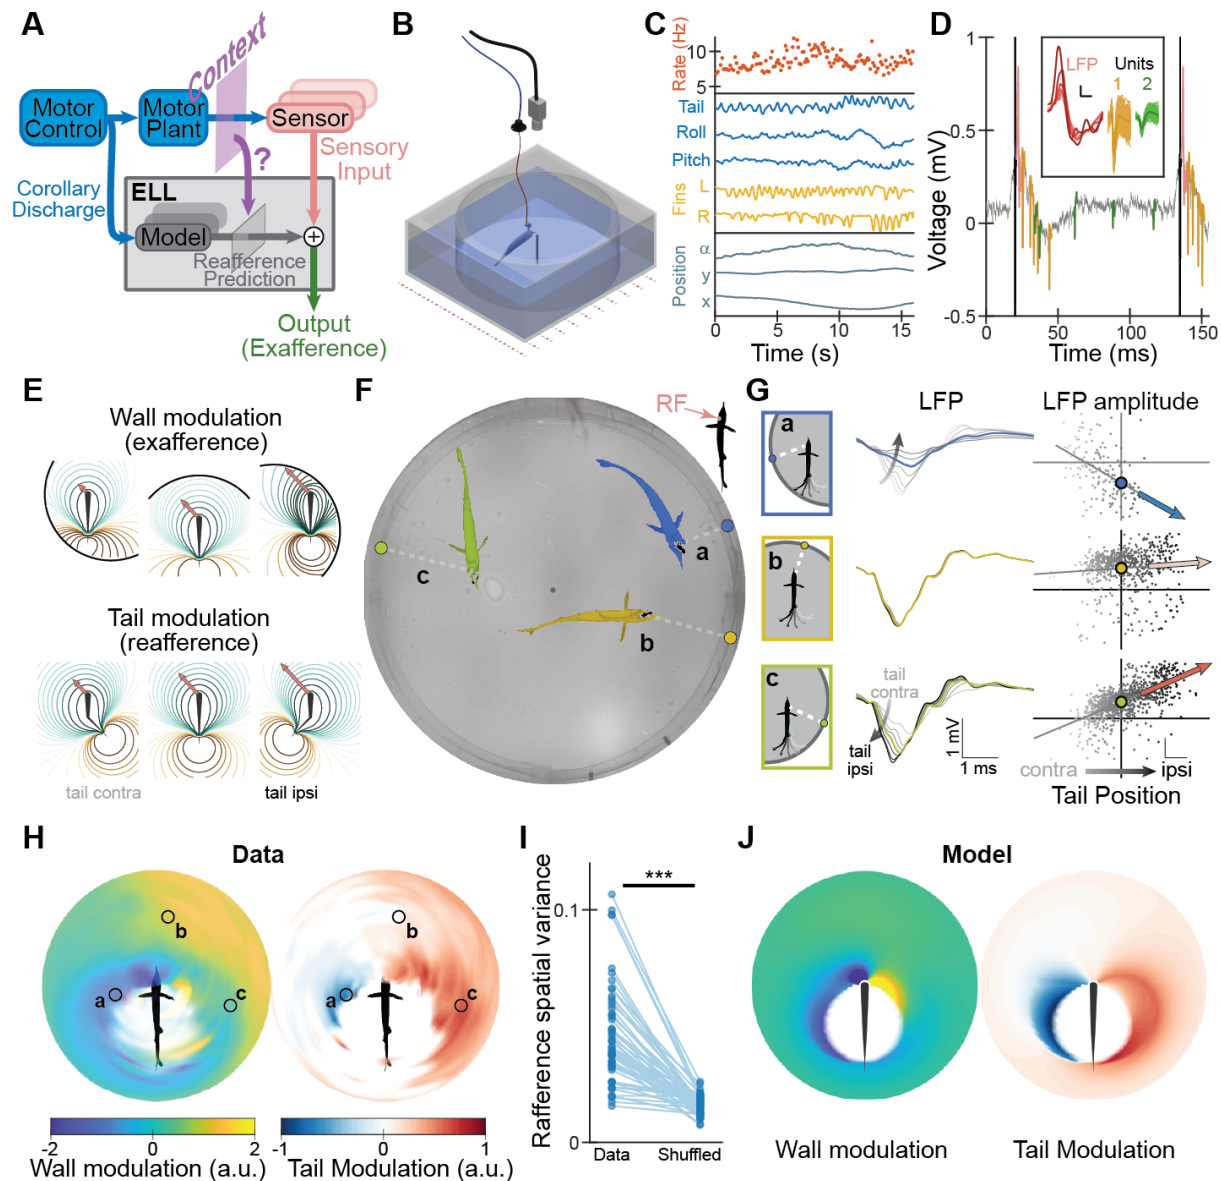 A
Context
Motor
Control
Motor
Plant
Sensor
Sensory
Input
?
Corollary
Discharge
ELL
Model
+
Reafference
Prediction
Output
(Exafference)
B
C
Rate (Hz)
10
5
Tail
Roll
Pitch
Fins
L
R
Position
α
y
x
0
5
10
15
Time (s)
D
Voltage (mV)
1
0.5
0
-0.5
LFP
Units
1
2
0
50
100
150
Time (ms)
E
Wall modulation
(exafference)
Tail modulation
(reafference)
tail contra
tail ipsi
F
RF
a
b
c
G
LFP
LFP amplitude
a
b
c
tail
contra
tail
ipsi
1 mV
1 ms
contra
ipsi
Tail Position
H
Data
a
b
c
a
b
c
-2
0
2
Wall modulation (a.u.)
-1
0
1
Tail Modulation (a.u.)
I
Rafference spatial variance
***
0.1
0
Data
Shuffled
J
Model
Wall modulation
Tail Modulation